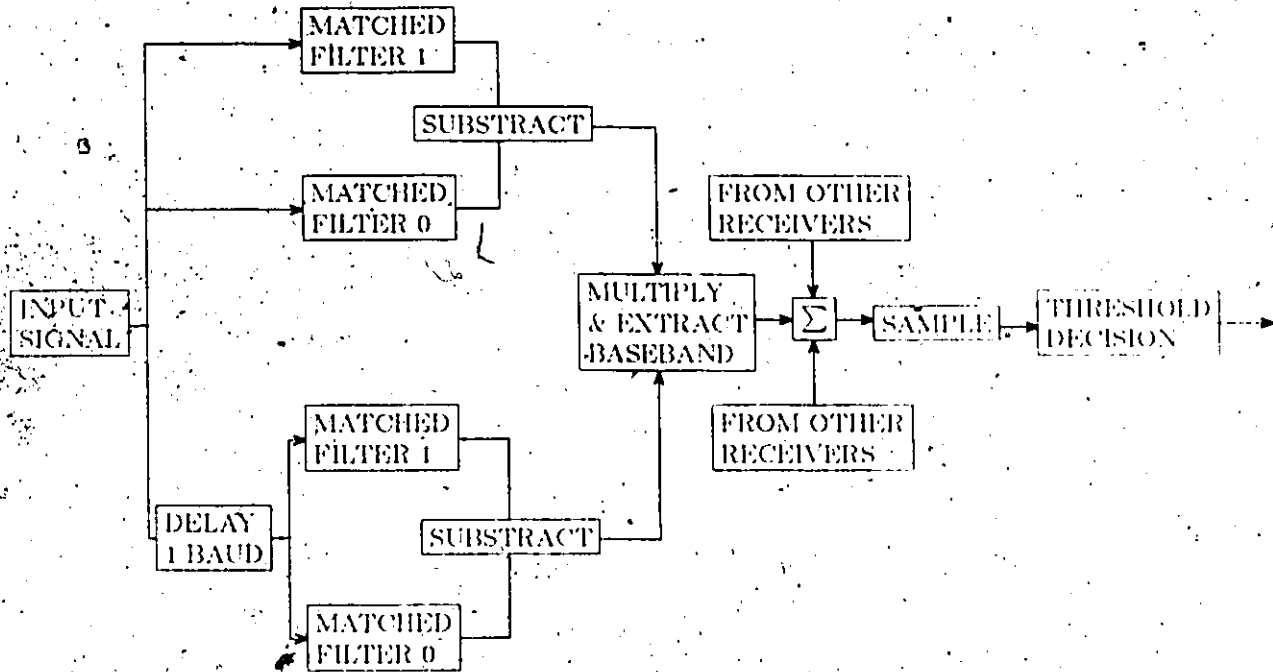 MATCHED
FILTER 1
SUBSTRACT
MATCHED
FILTER 0
FROM OTHER
RECEIVERS
INPUT
SIGNAL
MULTIPLY
& EXTRACT
BASEBAND
Σ
SAMPLE
THRESHOLD
DECISION
FROM OTHER
RECEIVERS
MATCHED
FILTER 1
DELAY
1 BAUD
SUBSTRACT
MATCHED
FILTER 0